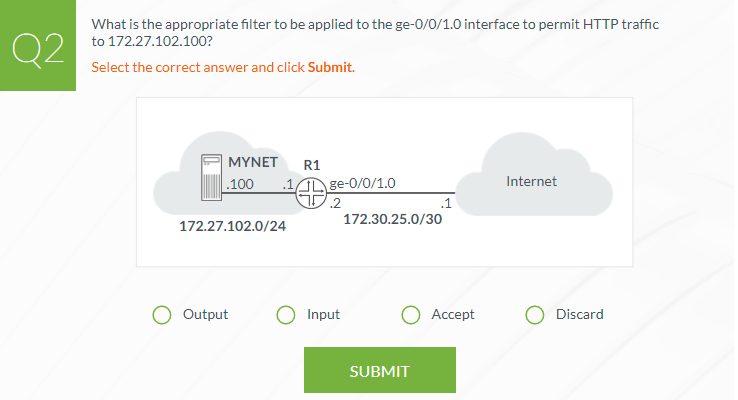 Q2
What is the appropriate filter to be applied to the ge-0/0/1.0 interface to permit HTTP traffic
to 172.27.102.100?
Select the correct answer and click Submit.
MYNET
R1
.100
.1
ge-0/0/1.0
Internet
.2
.1
172.27.102.0/24
172.30.25.0/30
Output
Input
Accept
Discard
SUBMIT